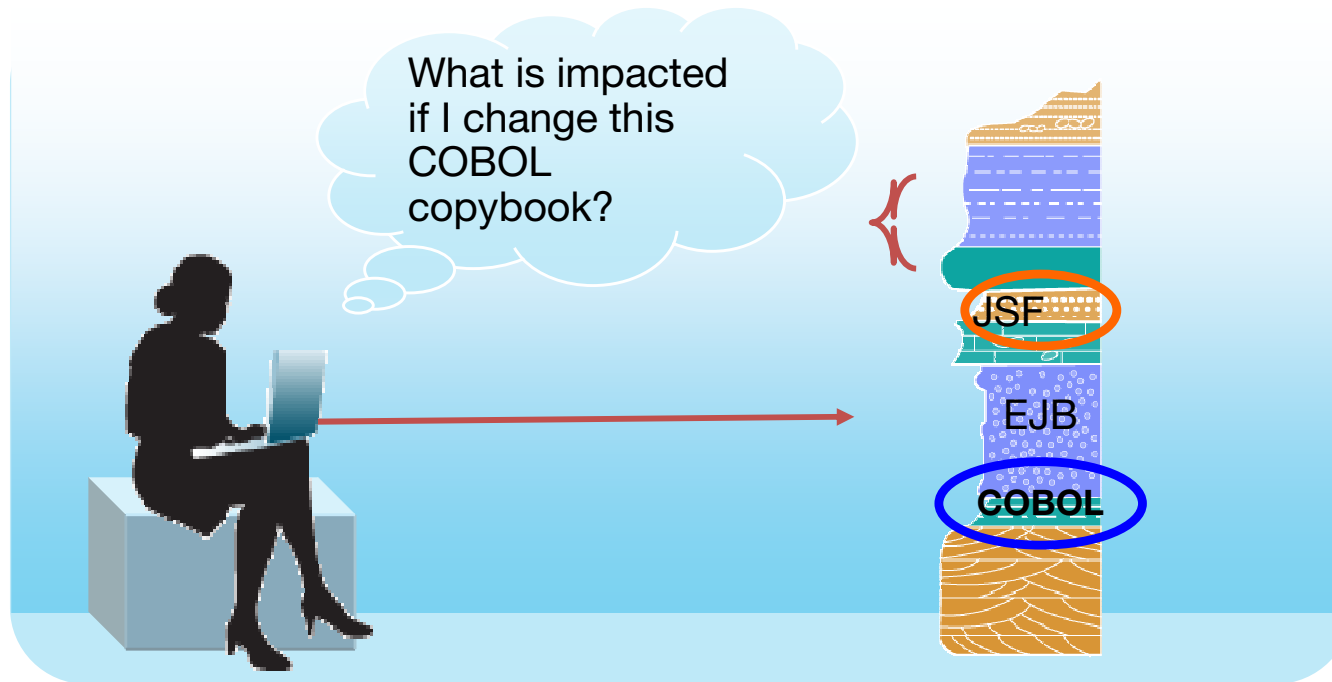 What is impacted
if I change this
COBOL
copybook?
JSF
EJB
COBOL